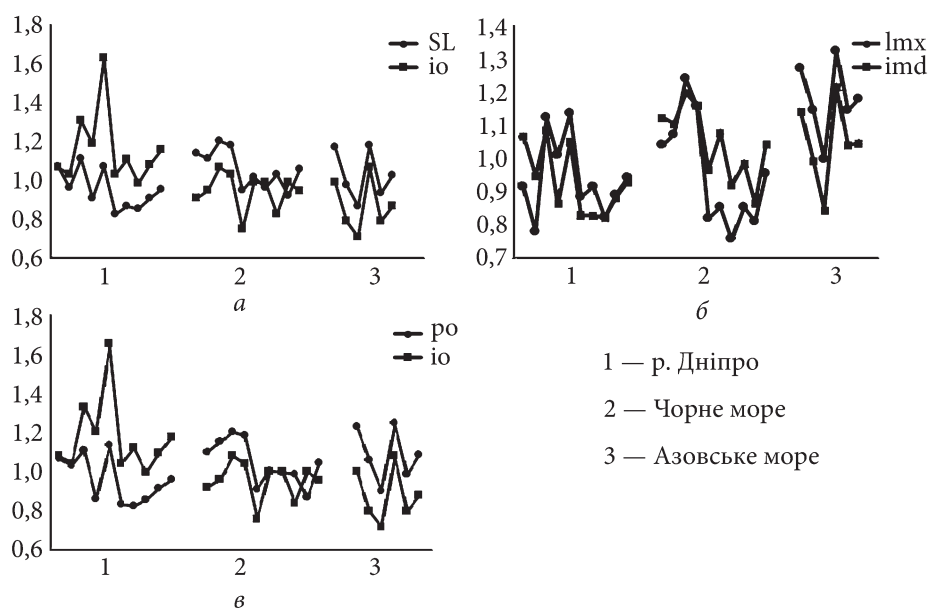 1,8
1,6
1,4
1,2
1,0
0,8
0,6
SL
io
1 2 3
а
1,4
1,3
1,2
1,1
1,0
0,9
0,8
0,7
lmx
imd
1 2 3
б
1,8
1,6
1,4
1,2
1,0
0,8
0,6
po
io
1 2 3
в
1 — р. Дніпро
2 — Чорне море
3 — Азовське море